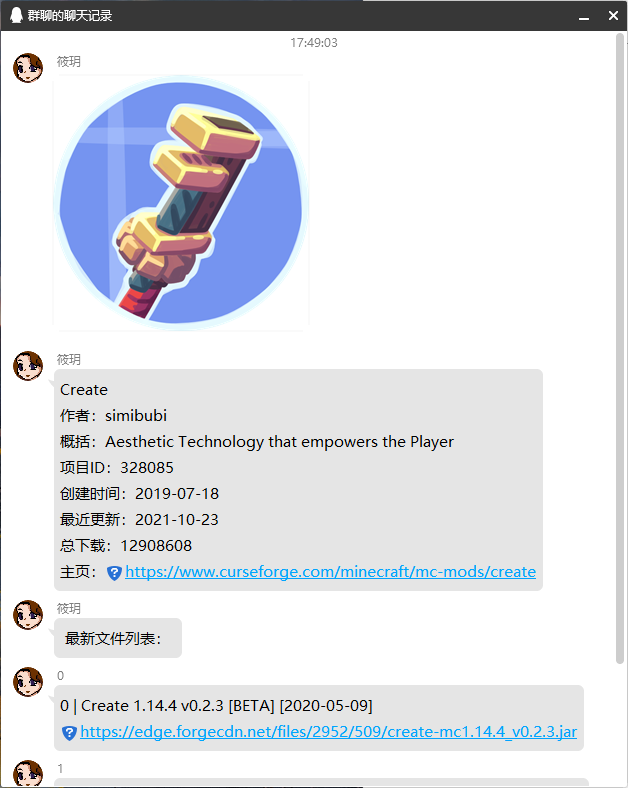 群聊的聊天记录
17:49:03
筱玥
筱玥
Create
作者：simibubi
概括：Aesthetic Technology that empowers the Player
项目ID：328085
创建时间：2019-07-18
最近更新：2021-10-23
总下载：12908608
主页：https://www.curseforge.com/minecraft/mc-mods/create
筱玥
最新文件列表：
0
0 | Create 1.14.4 v0.2.3 [BETA] [2020-05-09]
https://edge.forgecdn.net/files/2952/509/create-mc1.14.4_v0.2.3.jar
1